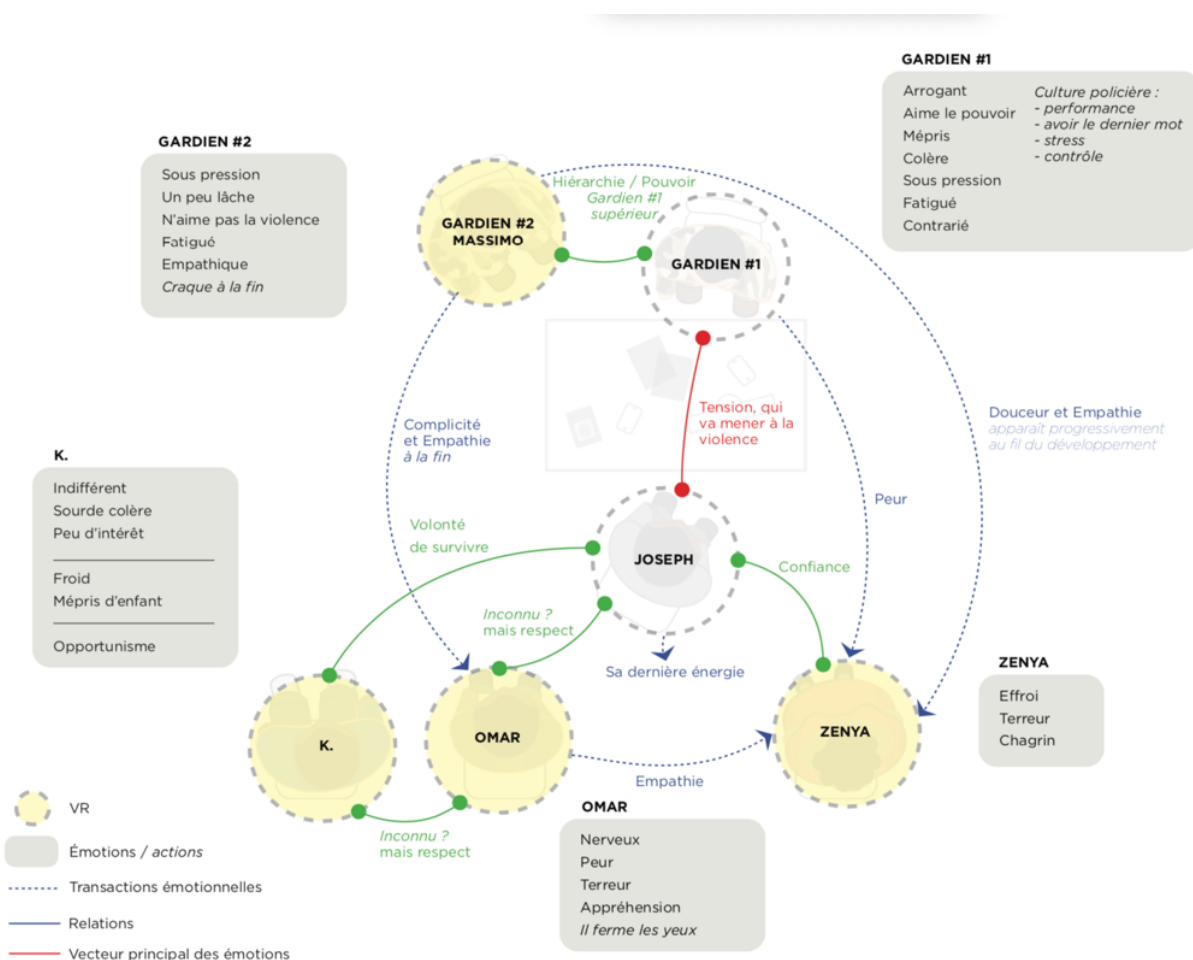 GARDIEN #1
Arrogant
Aime le pouvoir
Mépris
Colère
Sous pression
Fatigué
Contrarié
Culture policière :
- performance
- avoir le dernier mot
- stress
- contrôle
GARDIEN #2
Sous pression
Un peu lâche
N'aime pas la violence
Fatigué
Empathique
Craque à la fin
GARDIEN #2
MASSIMO
Hiérarchie / Pouvoir
Gardien #1
supérieur
GARDIEN #1
Tension, qui
va mener à la
violence
Complicité
et Empathie
à la fin
Douceur et Empathie
apparaît progressivement
au fil du développement
Peur
K.
Indifférent
Sourde colère
Peu d'intérêt
Froid
Mépris d'enfant
Opportunisme
Volonté
de survivre
JOSEPH
Confiance
Inconnu ?
mais respect
Sa dernière énergie
ZENYA
Effroi
Terreur
Chagrin
K.
OMAR
ZENYA
Empathie
Inconnu ?
mais respect
OMAR
Nerveux
Peur
Terreur
Appréhension
Il ferme les yeux
VR
Émotions / actions
Transactions émotionnelles
Relations
Vecteur principal des émotions